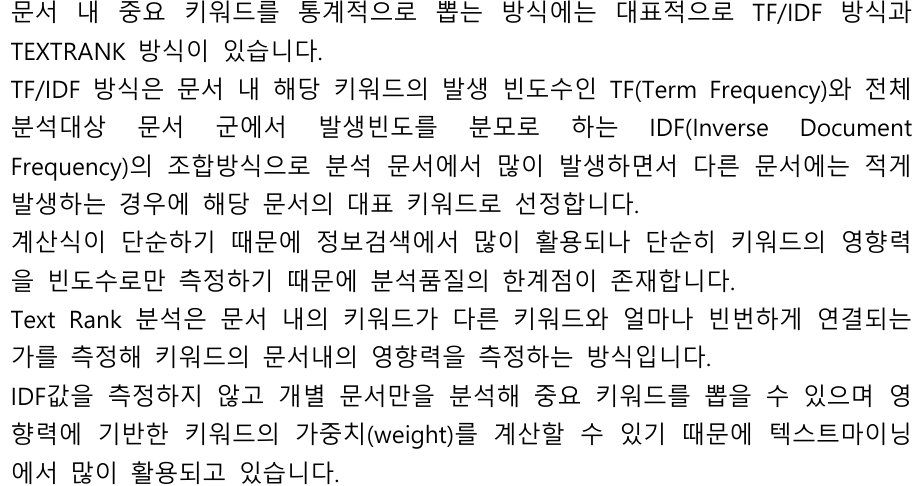 문서 내 중요 키워드를 통계적으로 뽑는 방식에는 대표적으로 TF/IDF 방식과
TEXTRANK 방식이 있습니다.
TF/IDF 방식은 문서 내 해당 키워드의 발생 빈도수인 TF(Term Frequency)와 전체
분석대상 문서 군에서 발생빈도를 분모로 하는 IDF(Inverse Document
Frequency)의 조합방식으로 분석 문서에서 많이 발생하면서 다른 문서에는 적게
발생하는 경우에 해당 문서의 대표 키워드로 선정합니다.
계산식이 단순하기 때문에 정보검색에서 많이 활용되나 단순히 키워드의 영향력
을 빈도수로만 측정하기 때문에 분석품질의 한계점이 존재합니다.
Text Rank 분석은 문서 내의 키워드가 다른 키워드와 얼마나 빈번하게 연결되는
가를 측정해 키워드의 문서내의 영향력을 측정하는 방식입니다.
IDF값을 측정하지 않고 개별 문서만을 분석해 중요 키워드를 뽑을 수 있으며 영
향력에 기반한 키워드의 가중치(weight)를 계산할 수 있기 때문에 텍스트마이닝
에서 많이 활용되고 있습니다.